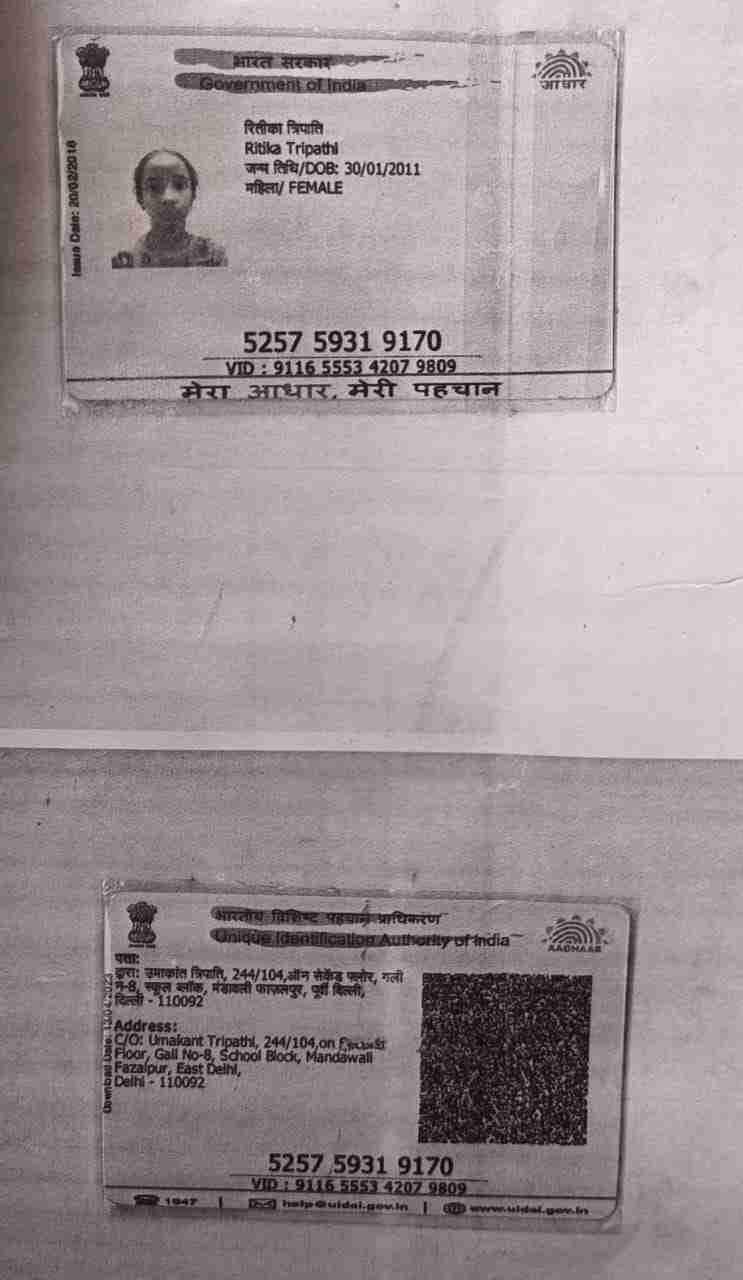 भारत सरकार
Government of India
आधार
रितीका त्रिपाति
Ritika Tripathi
जन्म तिथि/DOB: 30/01/2011
महिला/ FEMALE
Issue Date: 20/02/2018
5257 5931 9170
VID : 9116 5553 4207 9809
मेरा आधार, मेरी पहचान
भारतीय विशिष्ट पहचान प्राधिकरण
Unique Identification Authority of India
AADHAAR
पता:
द्वारा: उमाकांत त्रिपाति, 244/104,ऑन सेकेंड फ्लोर, गली
न-8, स्कूल ब्लॉक, मंडावली फाज़लपुर, पूर्वी दिल्ली,
दिल्ली - 110092
Address:
C/O: Umakant Tripathi, 244/104,on
Floor, Gali No-8, School Block, Mandawali
Fazalpur, East Delhi,
Delhi - 110092
Download Date:
5257 5931 9170
VID : 9116 5553 4207 9809
1947 | help@uidai.gov.in | www.uidai.gov.in